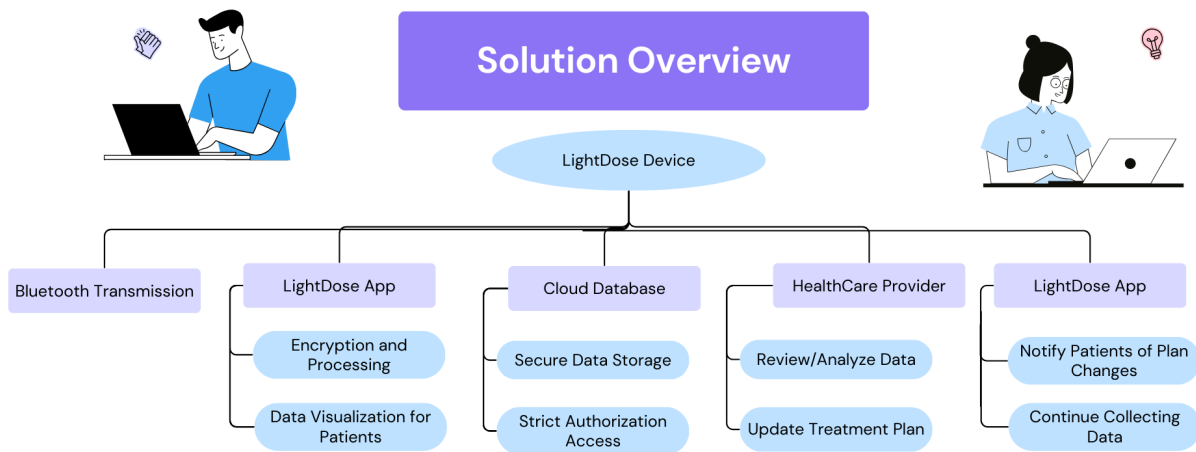 Solution Overview
LightDose Device
Bluetooth Transmission
LightDose App
Encryption and
Processing
Data Visualization for
Patients
Cloud Database
Secure Data Storage
Strict Authorization
Access
HealthCare Provider
Review/Analyze Data
Update Treatment Plan
LightDose App
Notify Patients of Plan
Changes
Continue Collecting
Data